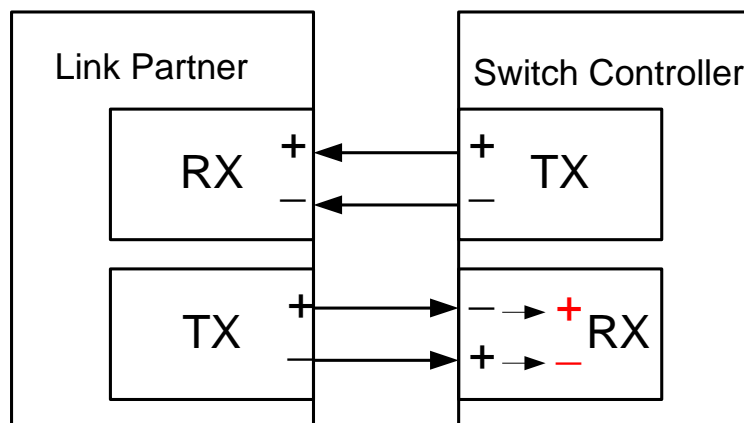 Link Partner
Switch Controller
RX
+
−
+
−
TX
TX
+
−
−
+
+
−
RX